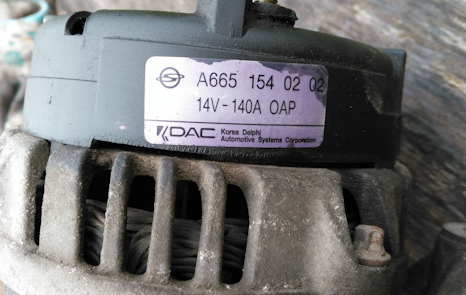 A665 154 02 02
14V - 140A OAP
KDAC Korea Delphi
Automotive Systems Corporation